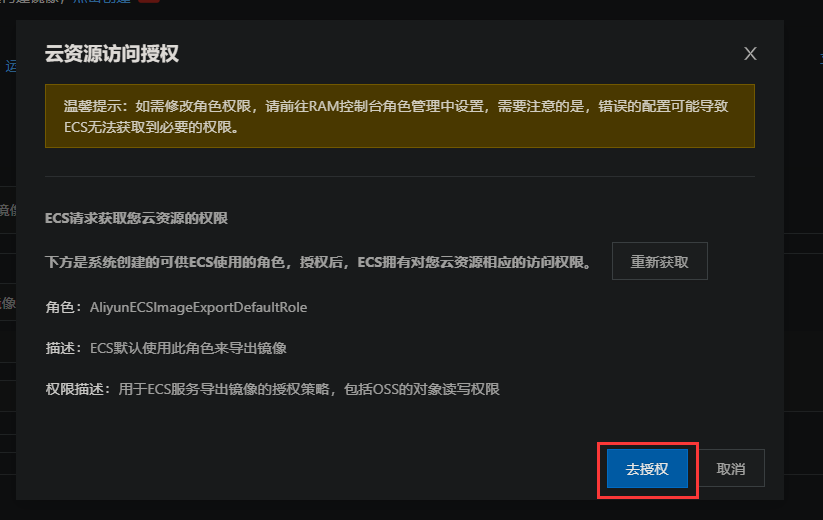 点击创建
云资源访问授权
X
运
温馨提示：如需修改角色权限，请前往RAM控制台角色管理中设置，需要注意的是，错误的配置可能导致
ECS无法获取到必要的权限。
ECS请求获取您云资源的权限
下方是系统创建的可供ECS使用的角色，授权后，ECS拥有对您云资源相应的访问权限。
重新获取
角色：AliyunECSImageExportDefaultRole
描述：ECS默认使用此角色来导出镜像
权限描述：用于ECS服务导出镜像的授权策略，包括OSS的对象读写权限
去授权
取消